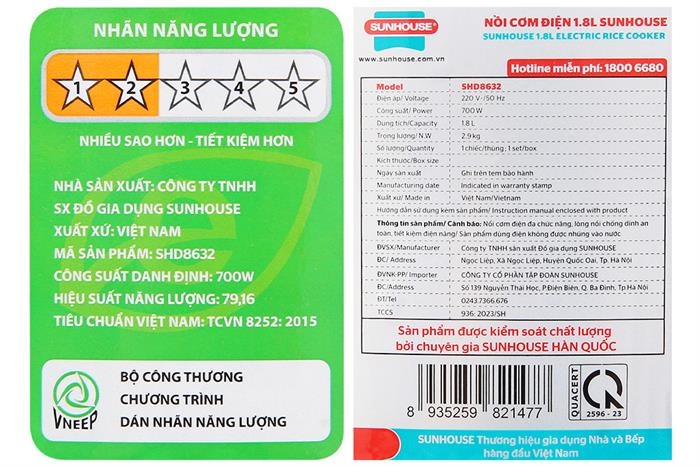 NHÃN NĂNG LƯỢNG
1 2 3 4 5
NHIỀU SAO HƠN - TIẾT KIỆM HƠN
NHÀ SẢN XUẤT: CÔNG TY TNHH
SX ĐỒ GIA DỤNG SUNHOUSE
XUẤT XỨ: VIỆT NAM
MÃ SẢN PHẨM: SHD8632
CÔNG SUẤT DANH ĐỊNH: 700W
HIỆU SUẤT NĂNG LƯỢNG: 79,16
TIÊU CHUẨN VIỆT NAM: TCVN 8252: 2015
VNEEP
BỘ CÔNG THƯƠNG
CHƯƠNG TRÌNH
DÁN NHÃN NĂNG LƯỢNG
SUNHOUSE
www.sunhouse.com.vn
NỒI CƠM ĐIỆN 1.8L SUNHOUSE
SUNHOUSE 1.8L ELECTRIC RICE COOKER
Hotline miễn phí: 1800 6680
Model SHD8632
Điện áp/ Voltage 220 V~/50 Hz
Công suất/ Power 700 W
Dung tích/Capacity 1.8 L
Trọng lượng/ N.W 2.9 kg
Số lượng/Quantity 1 chiếc/thùng; 1 set/box
Kích thước/Box size
Ngày sản xuất Ghi trên tem bảo hành
Manufacturing date Indicated in warranty stamp
Xuất xứ/ Made in Việt Nam/Vietnam
Hướng dẫn sử dụng kèm sản phẩm/ Instruction manual enclosed with product
Thông tin sản phẩm/ Cảnh báo: Nồi cơm điện đa chức năng, lòng nồi chống dính an
toàn, tiết kiệm điện năng/ Sản phẩm dùng điện không được nhúng vào nước
ĐVSX/Manufacturer Công ty TNHH sản xuất Đồ gia dụng SUNHOUSE
ĐC/ Address Ngọc Liệp, Xã Ngọc Liệp, Huyện Quốc Oai, Tp. Hà Nội
ĐVNK-PP/ Importer CÔNG TY CỔ PHẦN TẬP ĐOÀN SUNHOUSE
ĐC/Address Số 139 Nguyễn Thái Học, P.Điện Biên, Q. Ba Đình, Tp Hà Nội
ĐT/Tel 0243.7366 676
TCCS 936: 2023/SH
Sản phẩm được kiểm soát chất lượng
bởi chuyên gia SUNHOUSE HÀN QUỐC
8 935259 821477
QUACERT
2596 - 23
SUNHOUSE Thương hiệu gia dụng Nhà và Bếp
hàng đầu Việt Nam